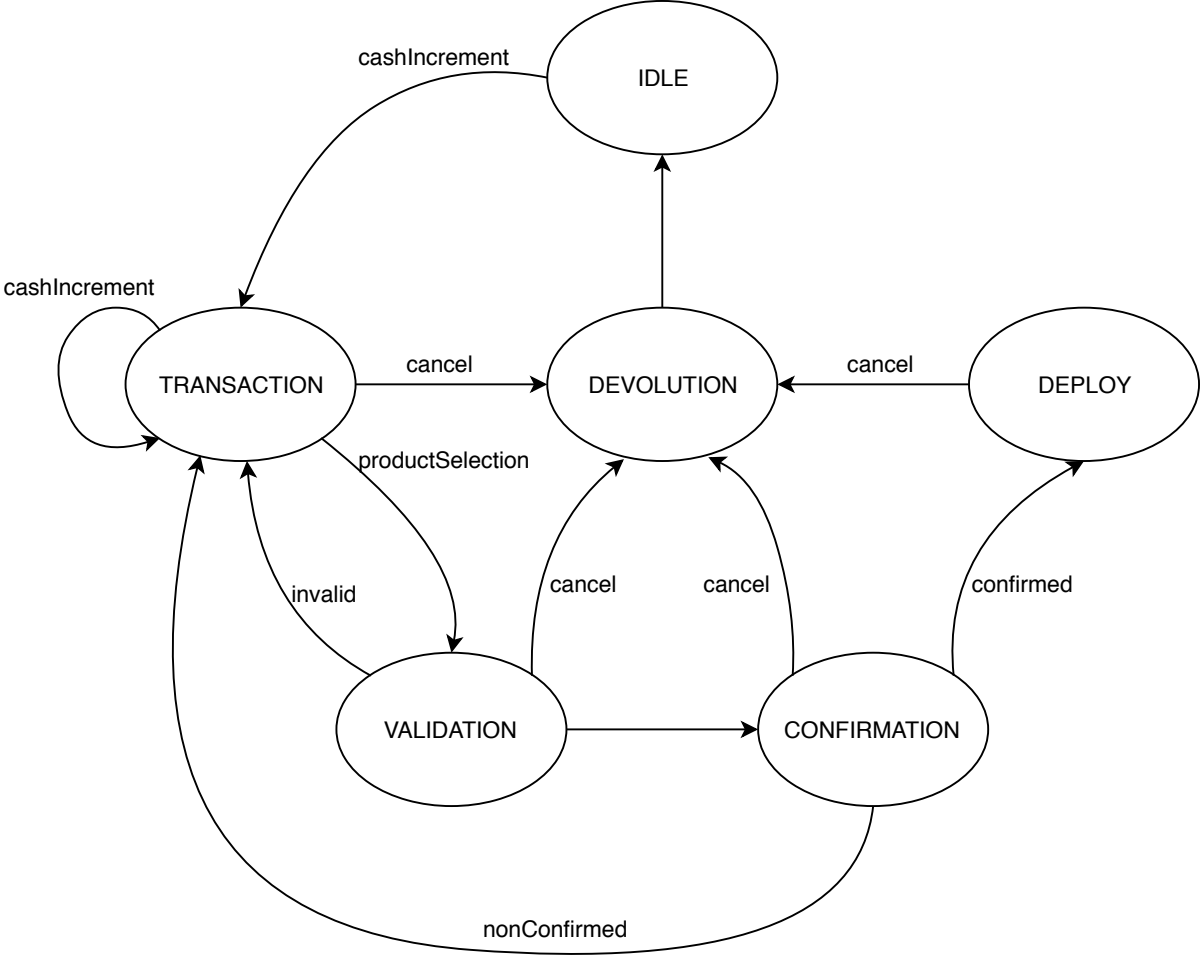 cashIncrement
IDLE
cashIncrement
TRANSACTION
cancel
DEVOLUTION
cancel
DEPLOY
productSelection
invalid
cancel
cancel
confirmed
VALIDATION
CONFIRMATION
nonConfirmed